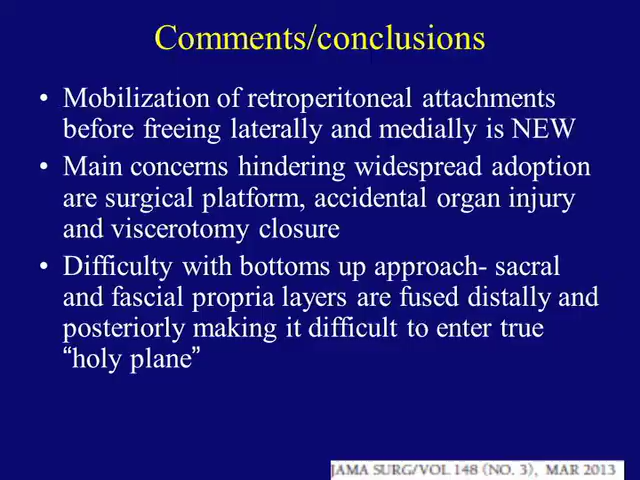 Comments/conclusions
• Mobilization of retroperitoneal attachments
before freeing laterally and medially is NEW
• Main concerns hindering widespread adoption
are surgical platform, accidental organ injury
and viscerotomy closure
• Difficulty with bottoms up approach- sacral
and fascial propria layers are fused distally and
posteriorly making it difficult to enter true
“holy plane”
JAMA SURG/VOL 148 (NO. 3), MAR 2013